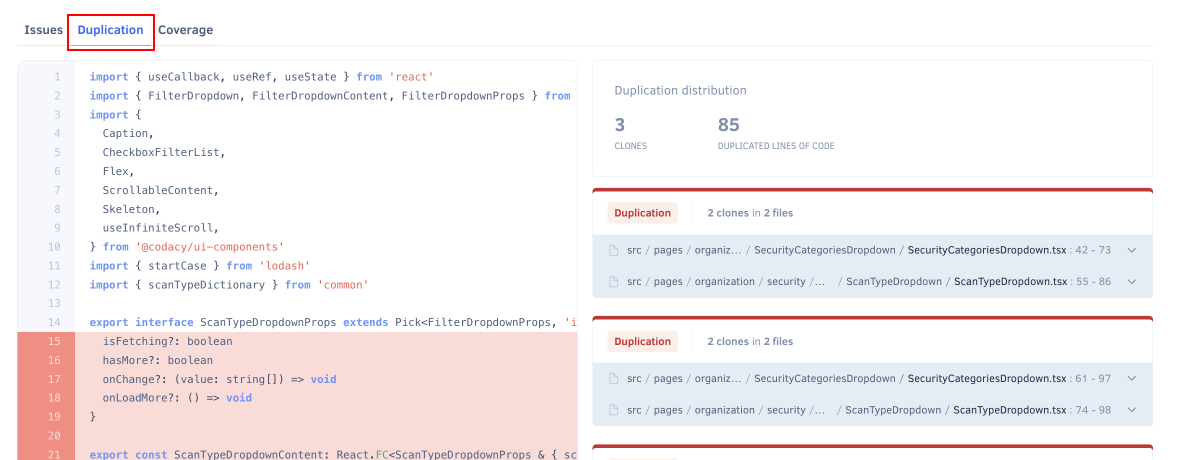 Issues Duplication Coverage
1 import { useCallback, useRef, useState } from 'react'
2 import { FilterDropdown, FilterDropdownContent, FilterDropdownProps } from
3 import {
4 Caption,
5 CheckboxFilterList,
6 Flex,
7 ScrollableContent,
8 Skeleton,
9 useInfiniteScroll,
10 } from '@codacy/ui-components'
11 import { startCase } from 'lodash'
12 import { scanTypeDictionary } from 'common'
13
14 export interface ScanTypeDropdownProps extends Pick<FilterDropdownProps, 'i
15 isFetching?: boolean
16 hasMore?: boolean
17 onChange?: (value: string[]) => void
18 onLoadMore?: () => void
19 }
20
21 export const ScanTypeDropdownContent: React.FC<ScanTypeDropdownProps & { sc
Duplication distribution
3 85
CLONES DUPLICATED LINES OF CODE
Duplication 2 clones in 2 files
src / pages / organiz... / SecurityCategoriesDropdown / SecurityCategoriesDropdown.tsx : 42 - 73
src / pages / organization / security /... / ScanTypeDropdown / ScanTypeDropdown.tsx : 55 - 86
Duplication 2 clones in 2 files
src / pages / organiz... / SecurityCategoriesDropdown / SecurityCategoriesDropdown.tsx : 61 - 97
src / pages / organization / security /... / ScanTypeDropdown / ScanTypeDropdown.tsx : 74 - 98